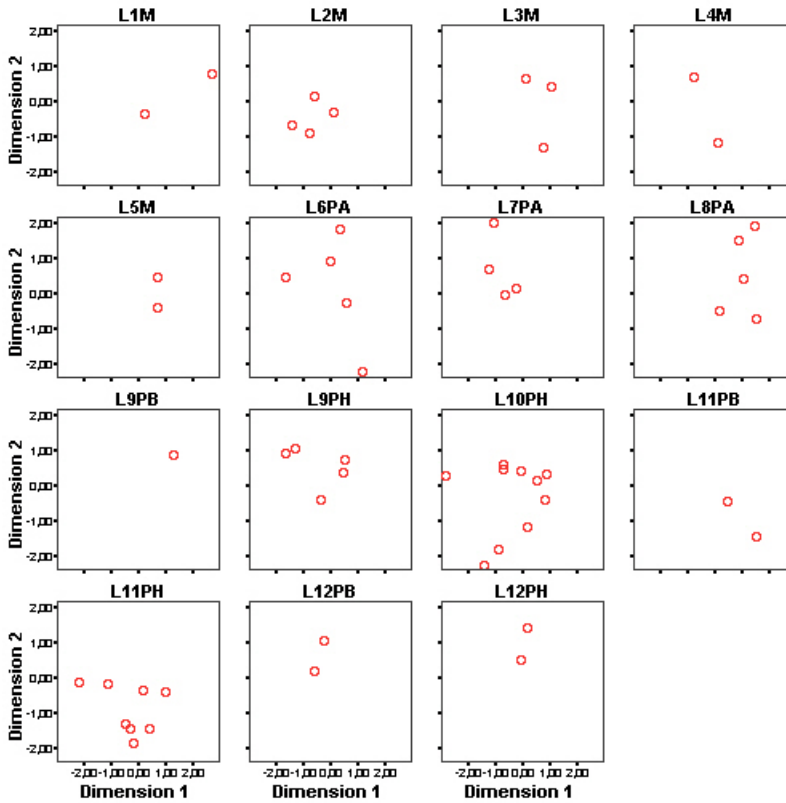 L1M L2M L3M L4M
Dimension 2
2,00
1,00
0,00
-1,00
-2,00
L5M L6PA L7PA L8PA
Dimension 2
2,00
1,00
0,00
-1,00
-2,00
L9PB L9PH L10PH L11PB
Dimension 2
2,00
1,00
0,00
-1,00
-2,00
L11PH L12PB L12PH
Dimension 2
2,00
1,00
0,00
-1,00
-2,00
-2,00 -1,00 0,00 1,00 2,00 -2,00 -1,00 0,00 1,00 2,00 -2,00 -1,00 0,00 1,00 2,00
Dimension 1 Dimension 1 Dimension 1